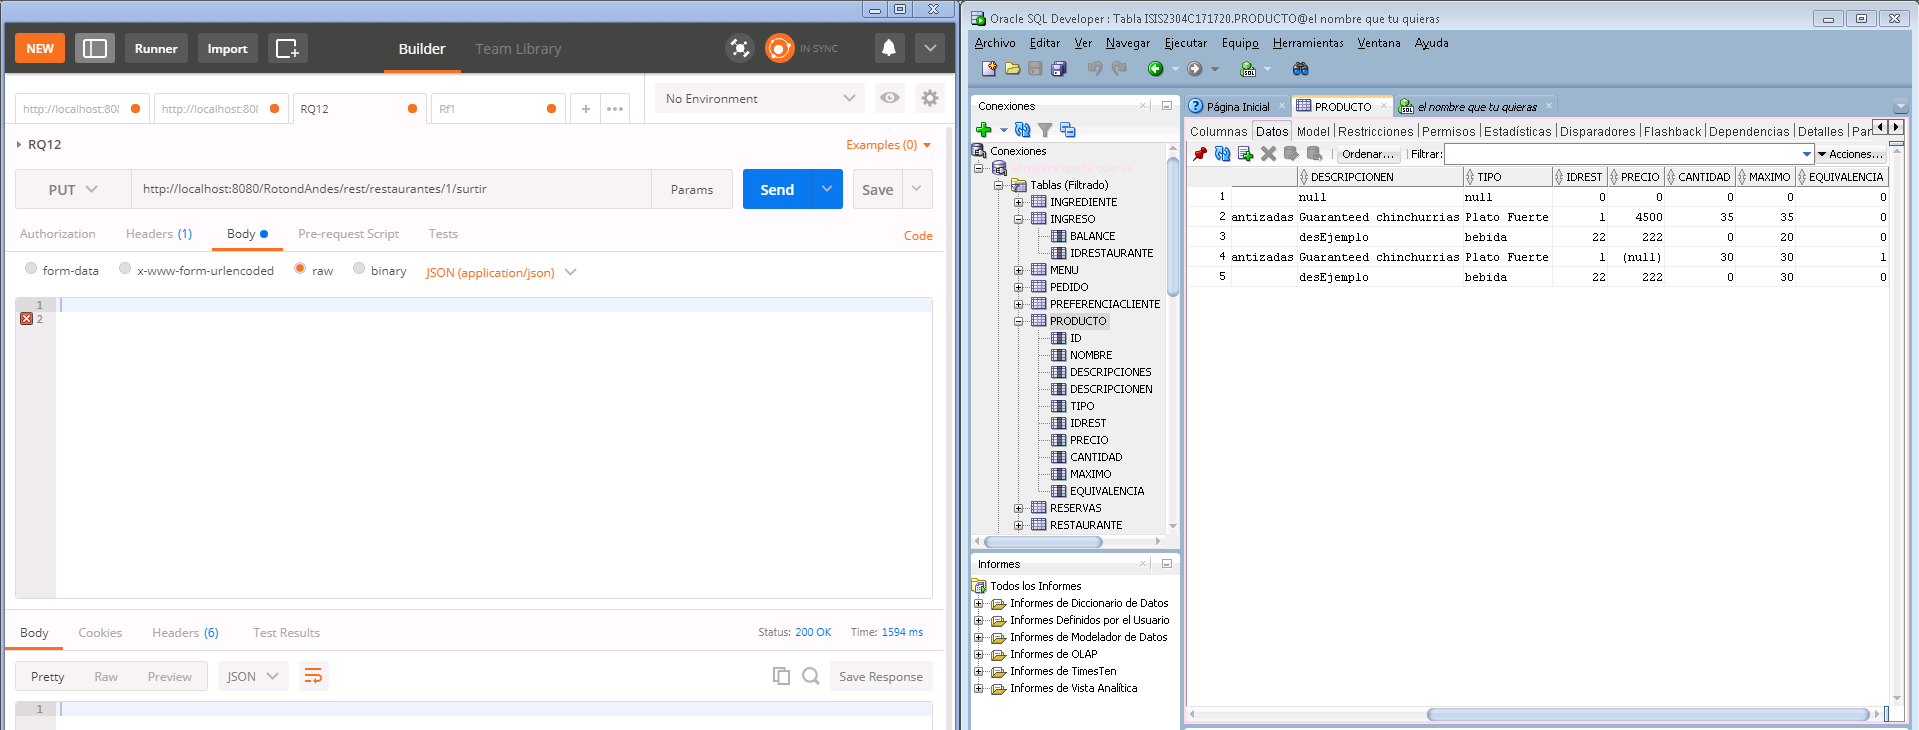 NEW
Runner
Import
Builder
Team Library
IN SYNC
http://localhost:808
http://localhost:808
RQ12
Rf1
No Environment
RQ12
Examples (0)
PUT
http://localhost:8080/RotondAndes/rest/restaurantes/1/surtir
Params
Send
Save
Authorization
Headers (1)
Body
Pre-request Script
Tests
Code
form-data
x-www-form-urlencoded
raw
binary
JSON (application/json)
1
2
Body
Cookies
Headers (6)
Test Results
Status: 200 OK
Time: 1594 ms
Pretty
Raw
Preview
JSON
Save Response
1
Oracle SQL Developer : Tabla ISIS2304C171720.PRODUCTO@el nombre que tu quieras
Archivo Editar Ver Navegar Ejecutar Equipo Herramientas Ventana Ayuda
Conexiones
Conexiones
el nombre que tu quieras
Tablas (Filtrado)
INGREDIENTE
INGRESO
BALANCE
IDRESTAURANTE
MENU
PEDIDO
PREFERENCIACLIENTE
PRODUCTO
ID
NOMBRE
DESCRIPCIONES
DESCRIPCIONEN
TIPO
IDREST
PRECIO
CANTIDAD
MAXIMO
EQUIVALENCIA
RESERVAS
RESTAURANTE
Informes
Todos los Informes
Informes de Diccionario de Datos
Informes Definidos por el Usuario
Informes de Modelador de Datos
Informes de OLAP
Informes de TimesTen
Informes de Vista Analítica
Página Inicial
PRODUCTO
el nombre que tu quieras
Columnas Datos Model Restricciones Permisos Estadísticas Disparadores Flashback Dependencias Detalles Par
Ordenar...
Filtrar:
Acciones...
DESCRIPCIONEN TIPO IDREST PRECIO CANTIDAD MAXIMO EQUIVALENCIA
1 null null 0 0 0 0 0
2 antizadas Guaranteed chinchurrias Plato Fuerte 1 4500 35 35 0
3 desEjemplo bebida 22 222 0 20 0
4 antizadas Guaranteed chinchurrias Plato Fuerte 1 (null) 30 30 1
5 desEjemplo bebida 22 222 0 30 0